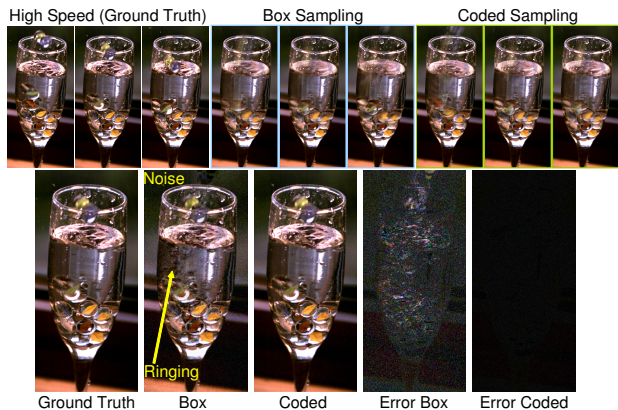 High Speed (Ground Truth)
Box Sampling
Coded Sampling
Noise
Ringing
Ground Truth
Box
Coded
Error Box
Error Coded